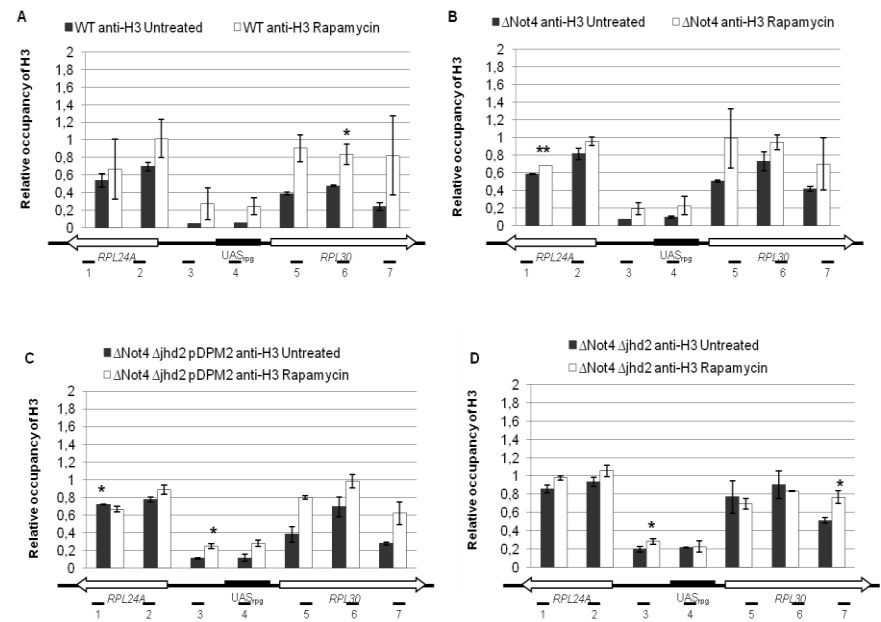 A
WT anti-H3 Untreated WT anti-H3 Rapamycin
Relative occupancy of H3
2
1,8
1,6
1,4
1,2
1
0,8
0,6
0,4
0,2
0
*
RPL24A UASrpg RPL30
1 2 3 4 5 6 7
B
ΔNot4 anti-H3 Untreated ΔNot4 anti-H3 Rapamycin
Relative occupancy of H3
2
1,8
1,6
1,4
1,2
1
0,8
0,6
0,4
0,2
0
**
RPL24A UASrpg RPL30
1 2 3 4 5 6 7
C
ΔNot4 Δjhd2 pDPM2 anti-H3 Untreated
ΔNot4 Δjhd2 pDPM2 anti-H3 Rapamycin
Relative occupancy of H3
2
1,8
1,6
1,4
1,2
1
0,8
0,6
0,4
0,2
0
* *
RPL24A UASrpg RPL30
1 2 3 4 5 6 7
D
ΔNot4 Δjhd2 anti-H3 Untreated
ΔNot4 Δjhd2 anti-H3 Rapamycin
Relative occupancy of H3
2
1,8
1,6
1,4
1,2
1
0,8
0,6
0,4
0,2
0
* *
RPL24A UASrpg RPL30
1 2 3 4 5 6 7